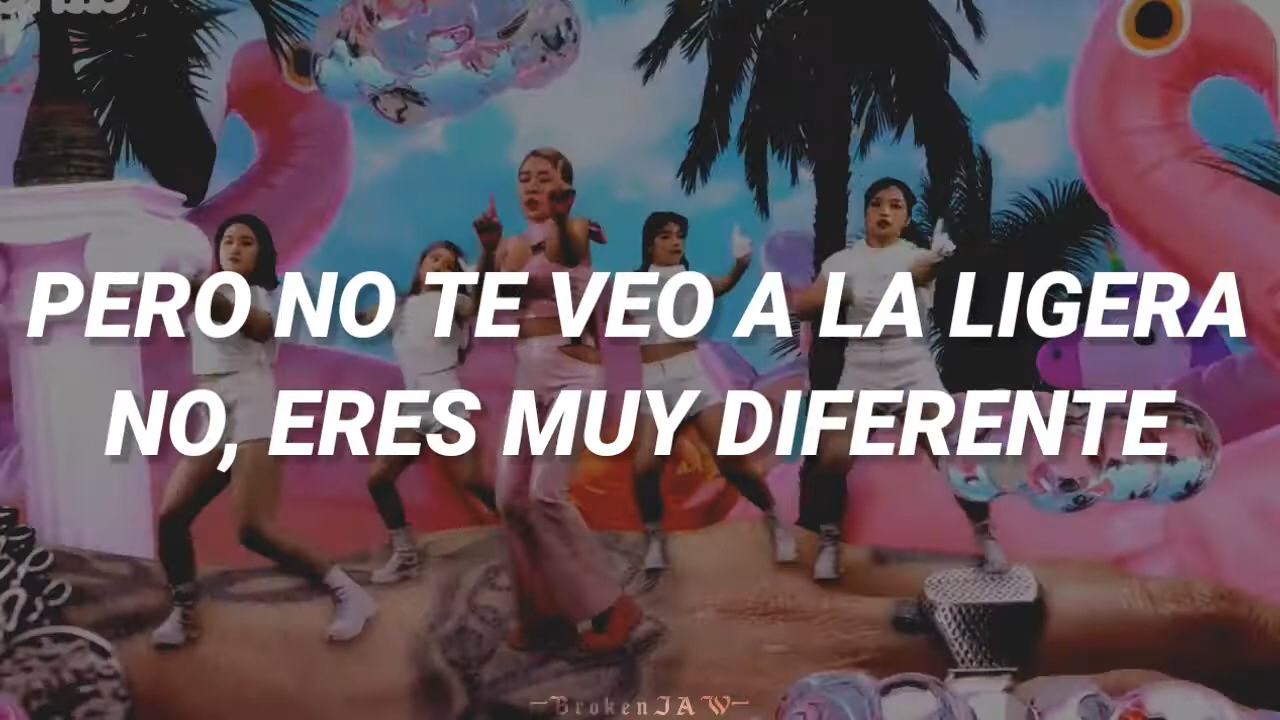 PERO NO TE VEO A LA LIGERA
NO, ERES MUY DIFERENTE
—BrokenJAW—